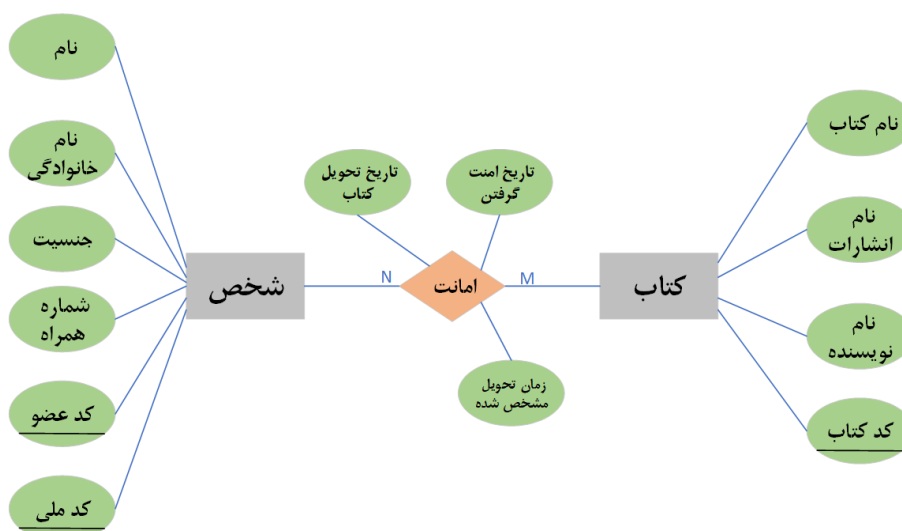 نام
نام
خانوادگی
جنسیت
شماره
همراه
کد عضو
کد ملی
شخص
N
تاریخ تحویل
کتاب
تاریخ امنت
گرفتن
امانت
زمان تحویل
مشخص شده
M
کتاب
نام کتاب
نام
انشارات
نام
نویسنده
کد کتاب